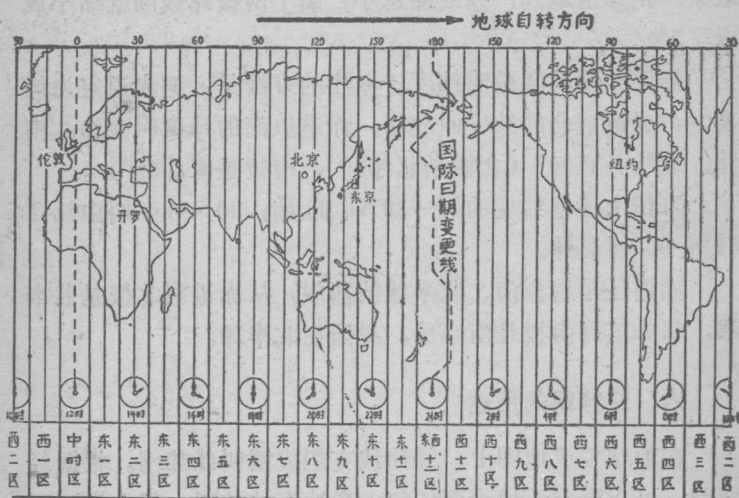 地球自转方向
30 0 30 60 90 120 150 180 150 120 90 60 30
伦敦
开罗
北京
东京
国际日期变更线
纽约
12时 14时 16时 18时 20时 22时 24时 2时 4时 6时 8时
西二区 西一区 中时区 东一区 东二区 东三区 东四区 东五区 东六区 东七区 东八区 东九区 东十区 东十一区 东西十二区 西十一区 西十区 西九区 西八区 西七区 西六区 西五区 西四区 西三区 西二区